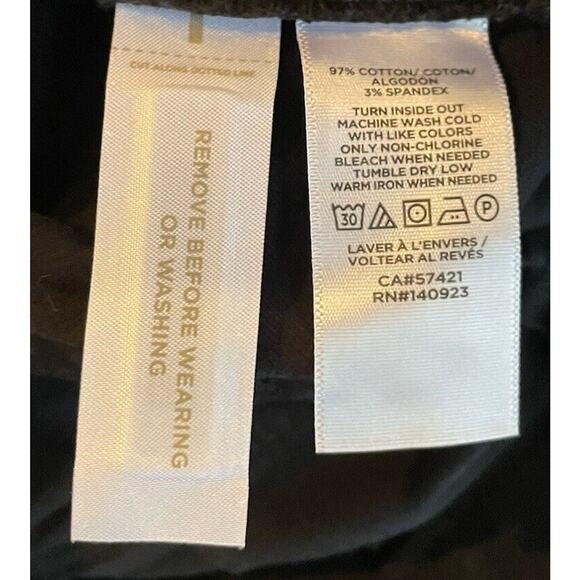 CUT ALONG DOTTED LINE
REMOVE BEFORE WEARING
OR WASHING
97% COTTON/ COTON/
ALGODÓN
3% SPANDEX
TURN INSIDE OUT
MACHINE WASH COLD
WITH LIKE COLORS
ONLY NON-CHLORINE
BLEACH WHEN NEEDED
TUMBLE DRY LOW
WARM IRON WHEN NEEDED
30 P
LAVER À L'ENVERS /
VOLTEAR AL REVÉS
CA#57421
RN#140923